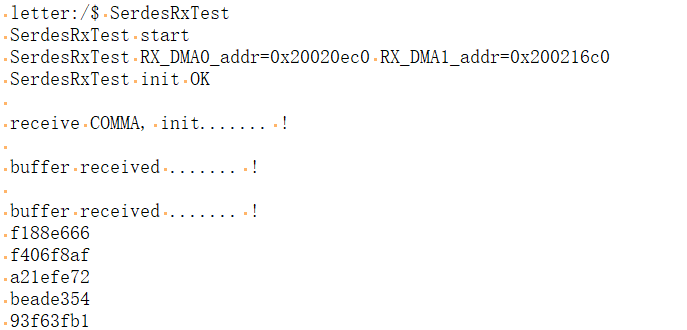 letter:/$ SerdesRxTest
SerdesRxTest start
SerdesRxTest RX_DMA0_addr=0x20020ec0 RX_DMA1_addr=0x200216c0
SerdesRxTest init OK
receive COMMA, init....... !
buffer received ....... !
buffer received ....... !
f188e666
f406f8af
a21efe72
beade354
93f63fb1